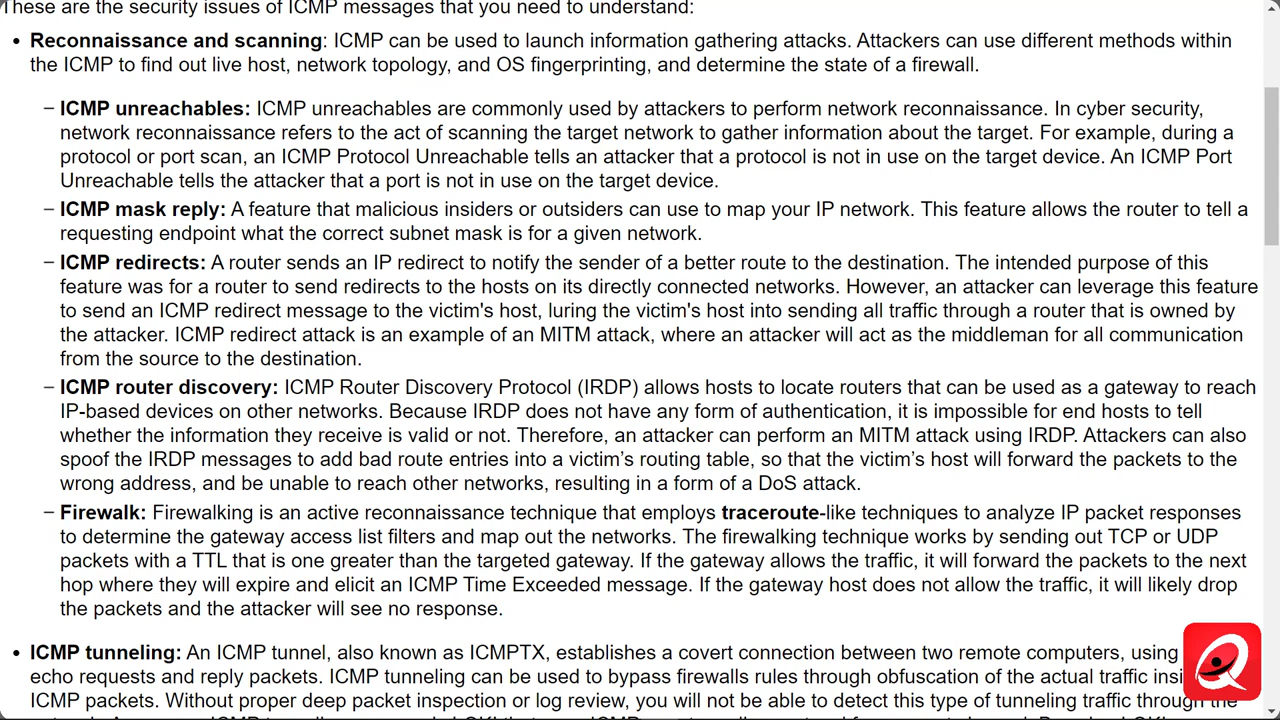 These are the security issues of ICMP messages that you need to understand:
• Reconnaissance and scanning: ICMP can be used to launch information gathering attacks. Attackers can use different methods within
the ICMP to find out live host, network topology, and OS fingerprinting, and determine the state of a firewall.
– ICMP unreachables: ICMP unreachables are commonly used by attackers to perform network reconnaissance. In cyber security,
network reconnaissance refers to the act of scanning the target network to gather information about the target. For example, during a
protocol or port scan, an ICMP Protocol Unreachable tells an attacker that a protocol is not in use on the target device. An ICMP Port
Unreachable tells the attacker that a port is not in use on the target device.
– ICMP mask reply: A feature that malicious insiders or outsiders can use to map your IP network. This feature allows the router to tell a
requesting endpoint what the correct subnet mask is for a given network.
– ICMP redirects: A router sends an IP redirect to notify the sender of a better route to the destination. The intended purpose of this
feature was for a router to send redirects to the hosts on its directly connected networks. However, an attacker can leverage this feature
to send an ICMP redirect message to the victim's host, luring the victim's host into sending all traffic through a router that is owned by
the attacker. ICMP redirect attack is an example of an MITM attack, where an attacker will act as the middleman for all communication
from the source to the destination.
– ICMP router discovery: ICMP Router Discovery Protocol (IRDP) allows hosts to locate routers that can be used as a gateway to reach
IP-based devices on other networks. Because IRDP does not have any form of authentication, it is impossible for end hosts to tell
whether the information they receive is valid or not. Therefore, an attacker can perform an MITM attack using IRDP. Attackers can also
spoof the IRDP messages to add bad route entries into a victim’s routing table, so that the victim’s host will forward the packets to the
wrong address, and be unable to reach other networks, resulting in a form of a DoS attack.
– Firewalk: Firewalking is an active reconnaissance technique that employs traceroute-like techniques to analyze IP packet responses
to determine the gateway access list filters and map out the networks. The firewalking technique works by sending out TCP or UDP
packets with a TTL that is one greater than the targeted gateway. If the gateway allows the traffic, it will forward the packets to the next
hop where they will expire and elicit an ICMP Time Exceeded message. If the gateway host does not allow the traffic, it will likely drop
the packets and the attacker will see no response.
• ICMP tunneling: An ICMP tunnel, also known as ICMPTX, establishes a covert connection between two remote computers, using
echo requests and reply packets. ICMP tunneling can be used to bypass firewalls rules through obfuscation of the actual traffic insi
ICMP packets. Without proper deep packet inspection or log review, you will not be able to detect this type of tunneling traffic through the